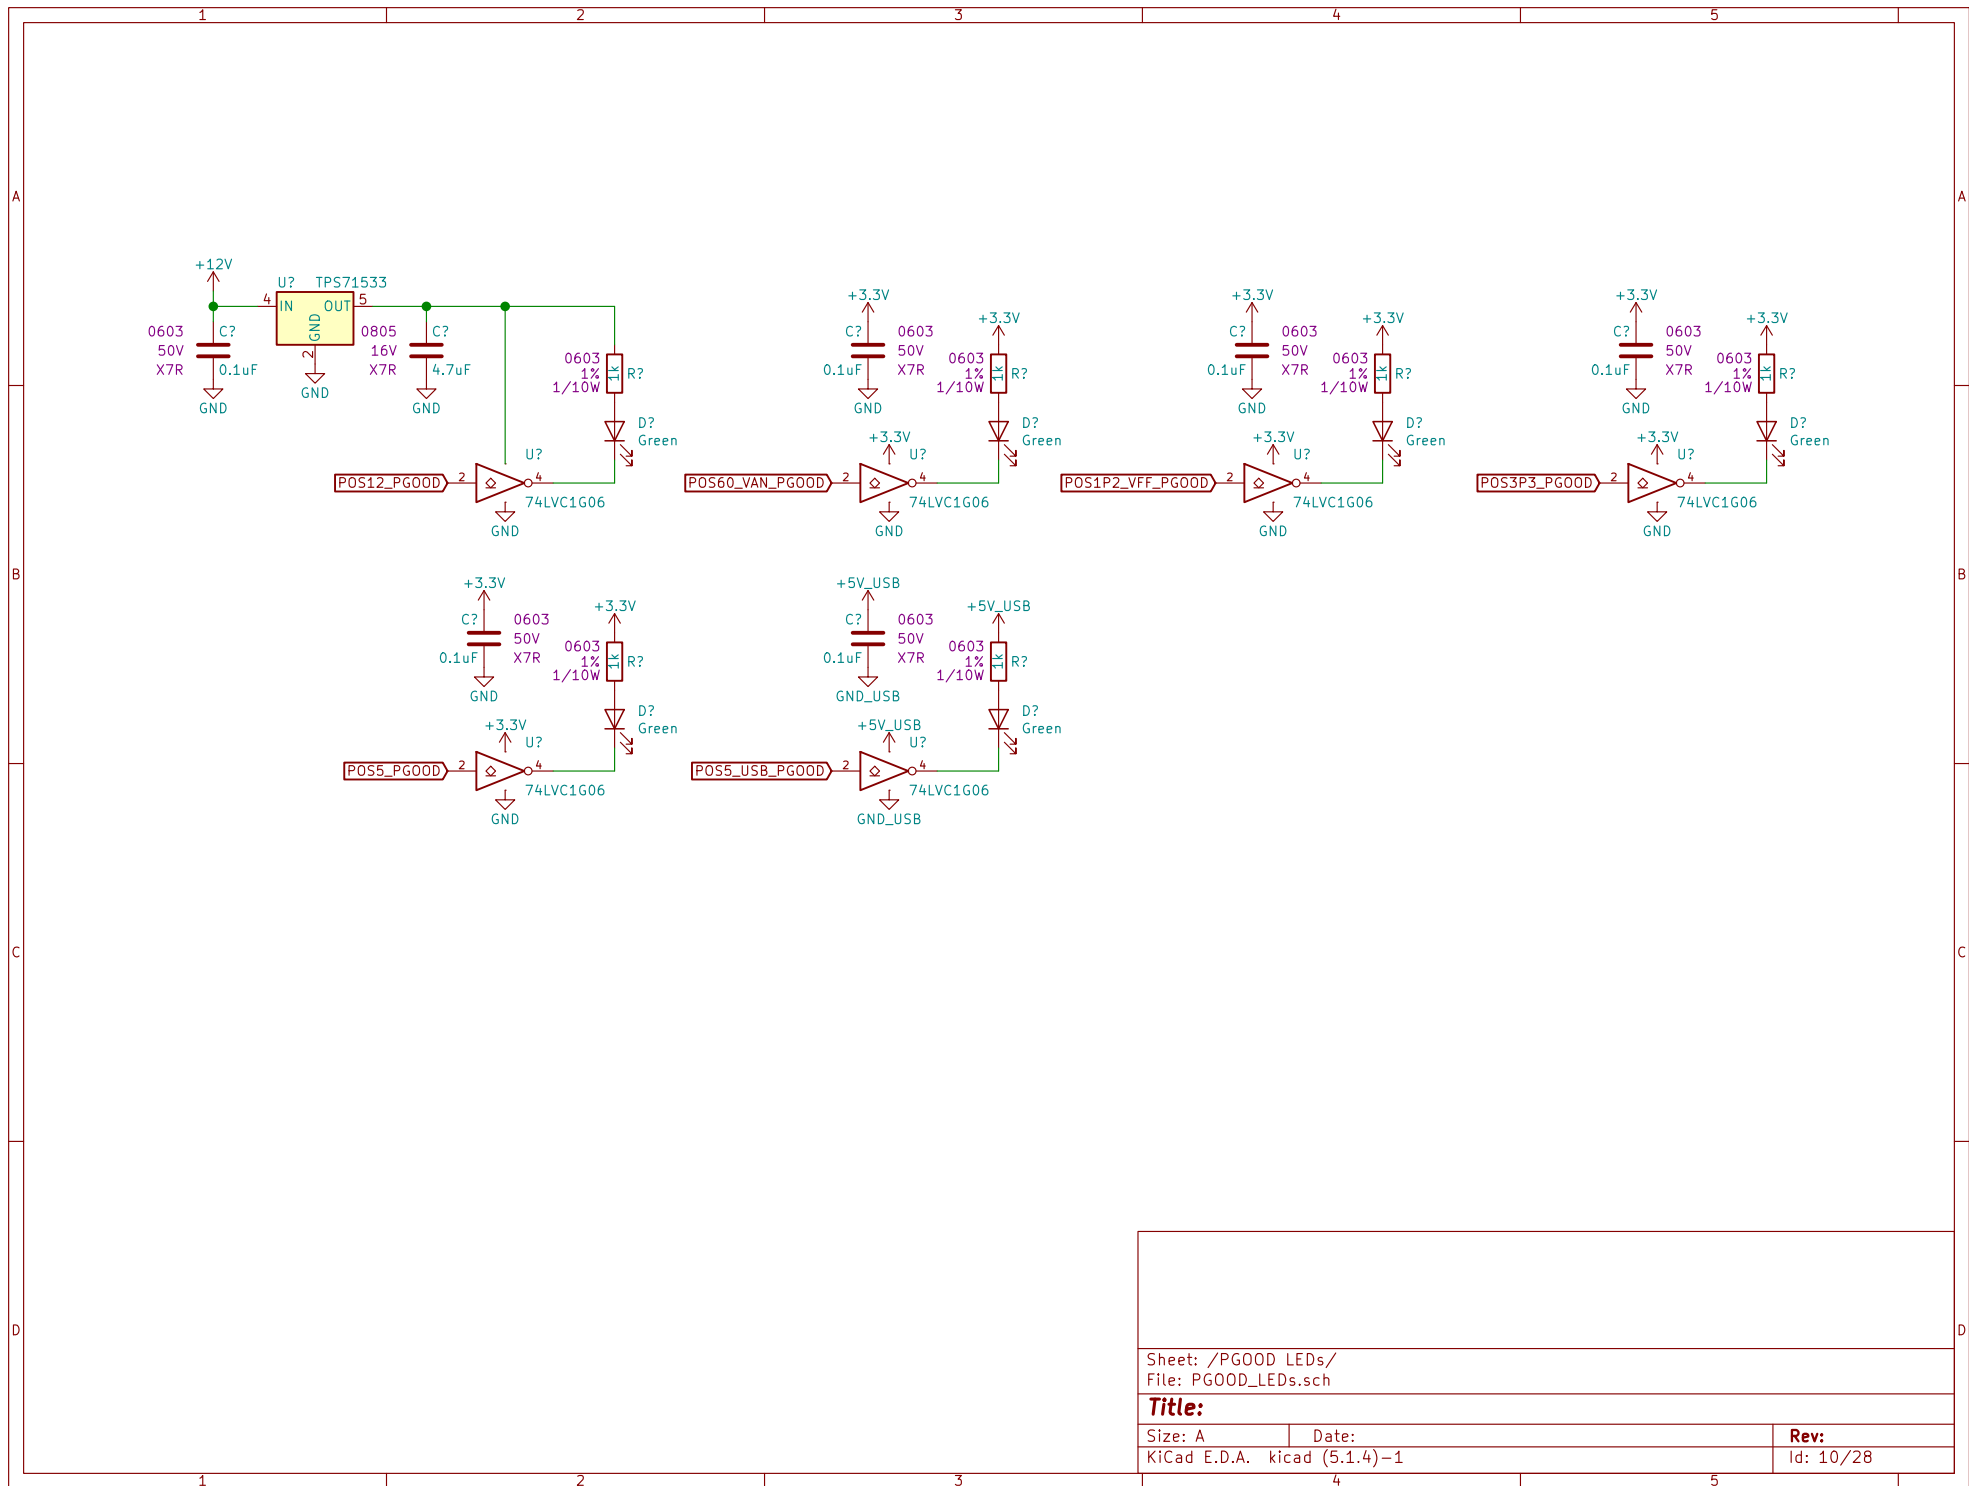 1 2 3 4 5
A A
+12V
U? TPS71533
4 IN OUT 5
GND
2
0603 C?
50V
X7R 0.1uF
GND
GND
0805 C?
16V
X7R 4.7uF
GND
0603
1%
1/10W
1k R?
D?
Green
U?
POS12_PGOOD 2 4
74LVC1G06
GND
+3.3V
C? 0603
50V
0.1uF X7R
GND
+3.3V
0603
1%
1/10W
1k R?
D?
Green
+3.3V
U?
POS60_VAN_PGOOD 2 4
74LVC1G06
GND
+3.3V
C? 0603
50V
0.1uF X7R
GND
+3.3V
0603
1%
1/10W
1k R?
D?
Green
+3.3V
U?
POS1P2_VFF_PGOOD 2 4
74LVC1G06
GND
+3.3V
C? 0603
50V
0.1uF X7R
GND
+3.3V
0603
1%
1/10W
1k R?
D?
Green
+3.3V
U?
POS3P3_PGOOD 2 4
74LVC1G06
GND
B B
+3.3V
C? 0603
50V
0.1uF X7R
GND
+3.3V
0603
1%
1/10W
1k R?
D?
Green
+3.3V
U?
POS5_PGOOD 2 4
74LVC1G06
GND
+5V_USB
C? 0603
50V
0.1uF X7R
GND_USB
+5V_USB
0603
1%
1/10W
1k R?
D?
Green
+5V_USB
U?
POS5_USB_PGOOD 2 4
74LVC1G06
GND_USB
C C
D D
Sheet: /PGOOD LEDs/
File: PGOOD_LEDs.sch
Title:
Size: A Date: Rev:
KiCad E.D.A. kicad (5.1.4)-1 Id: 10/28
1 2 3 4 5